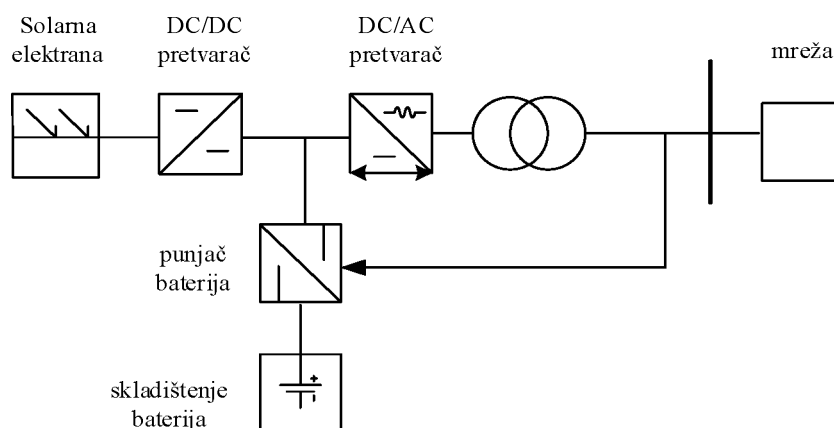 Solarna
elektrana
DC/DC
pretvarač
DC/AC
pretvarač
mreža
punjač
baterija
skladištenje
baterija